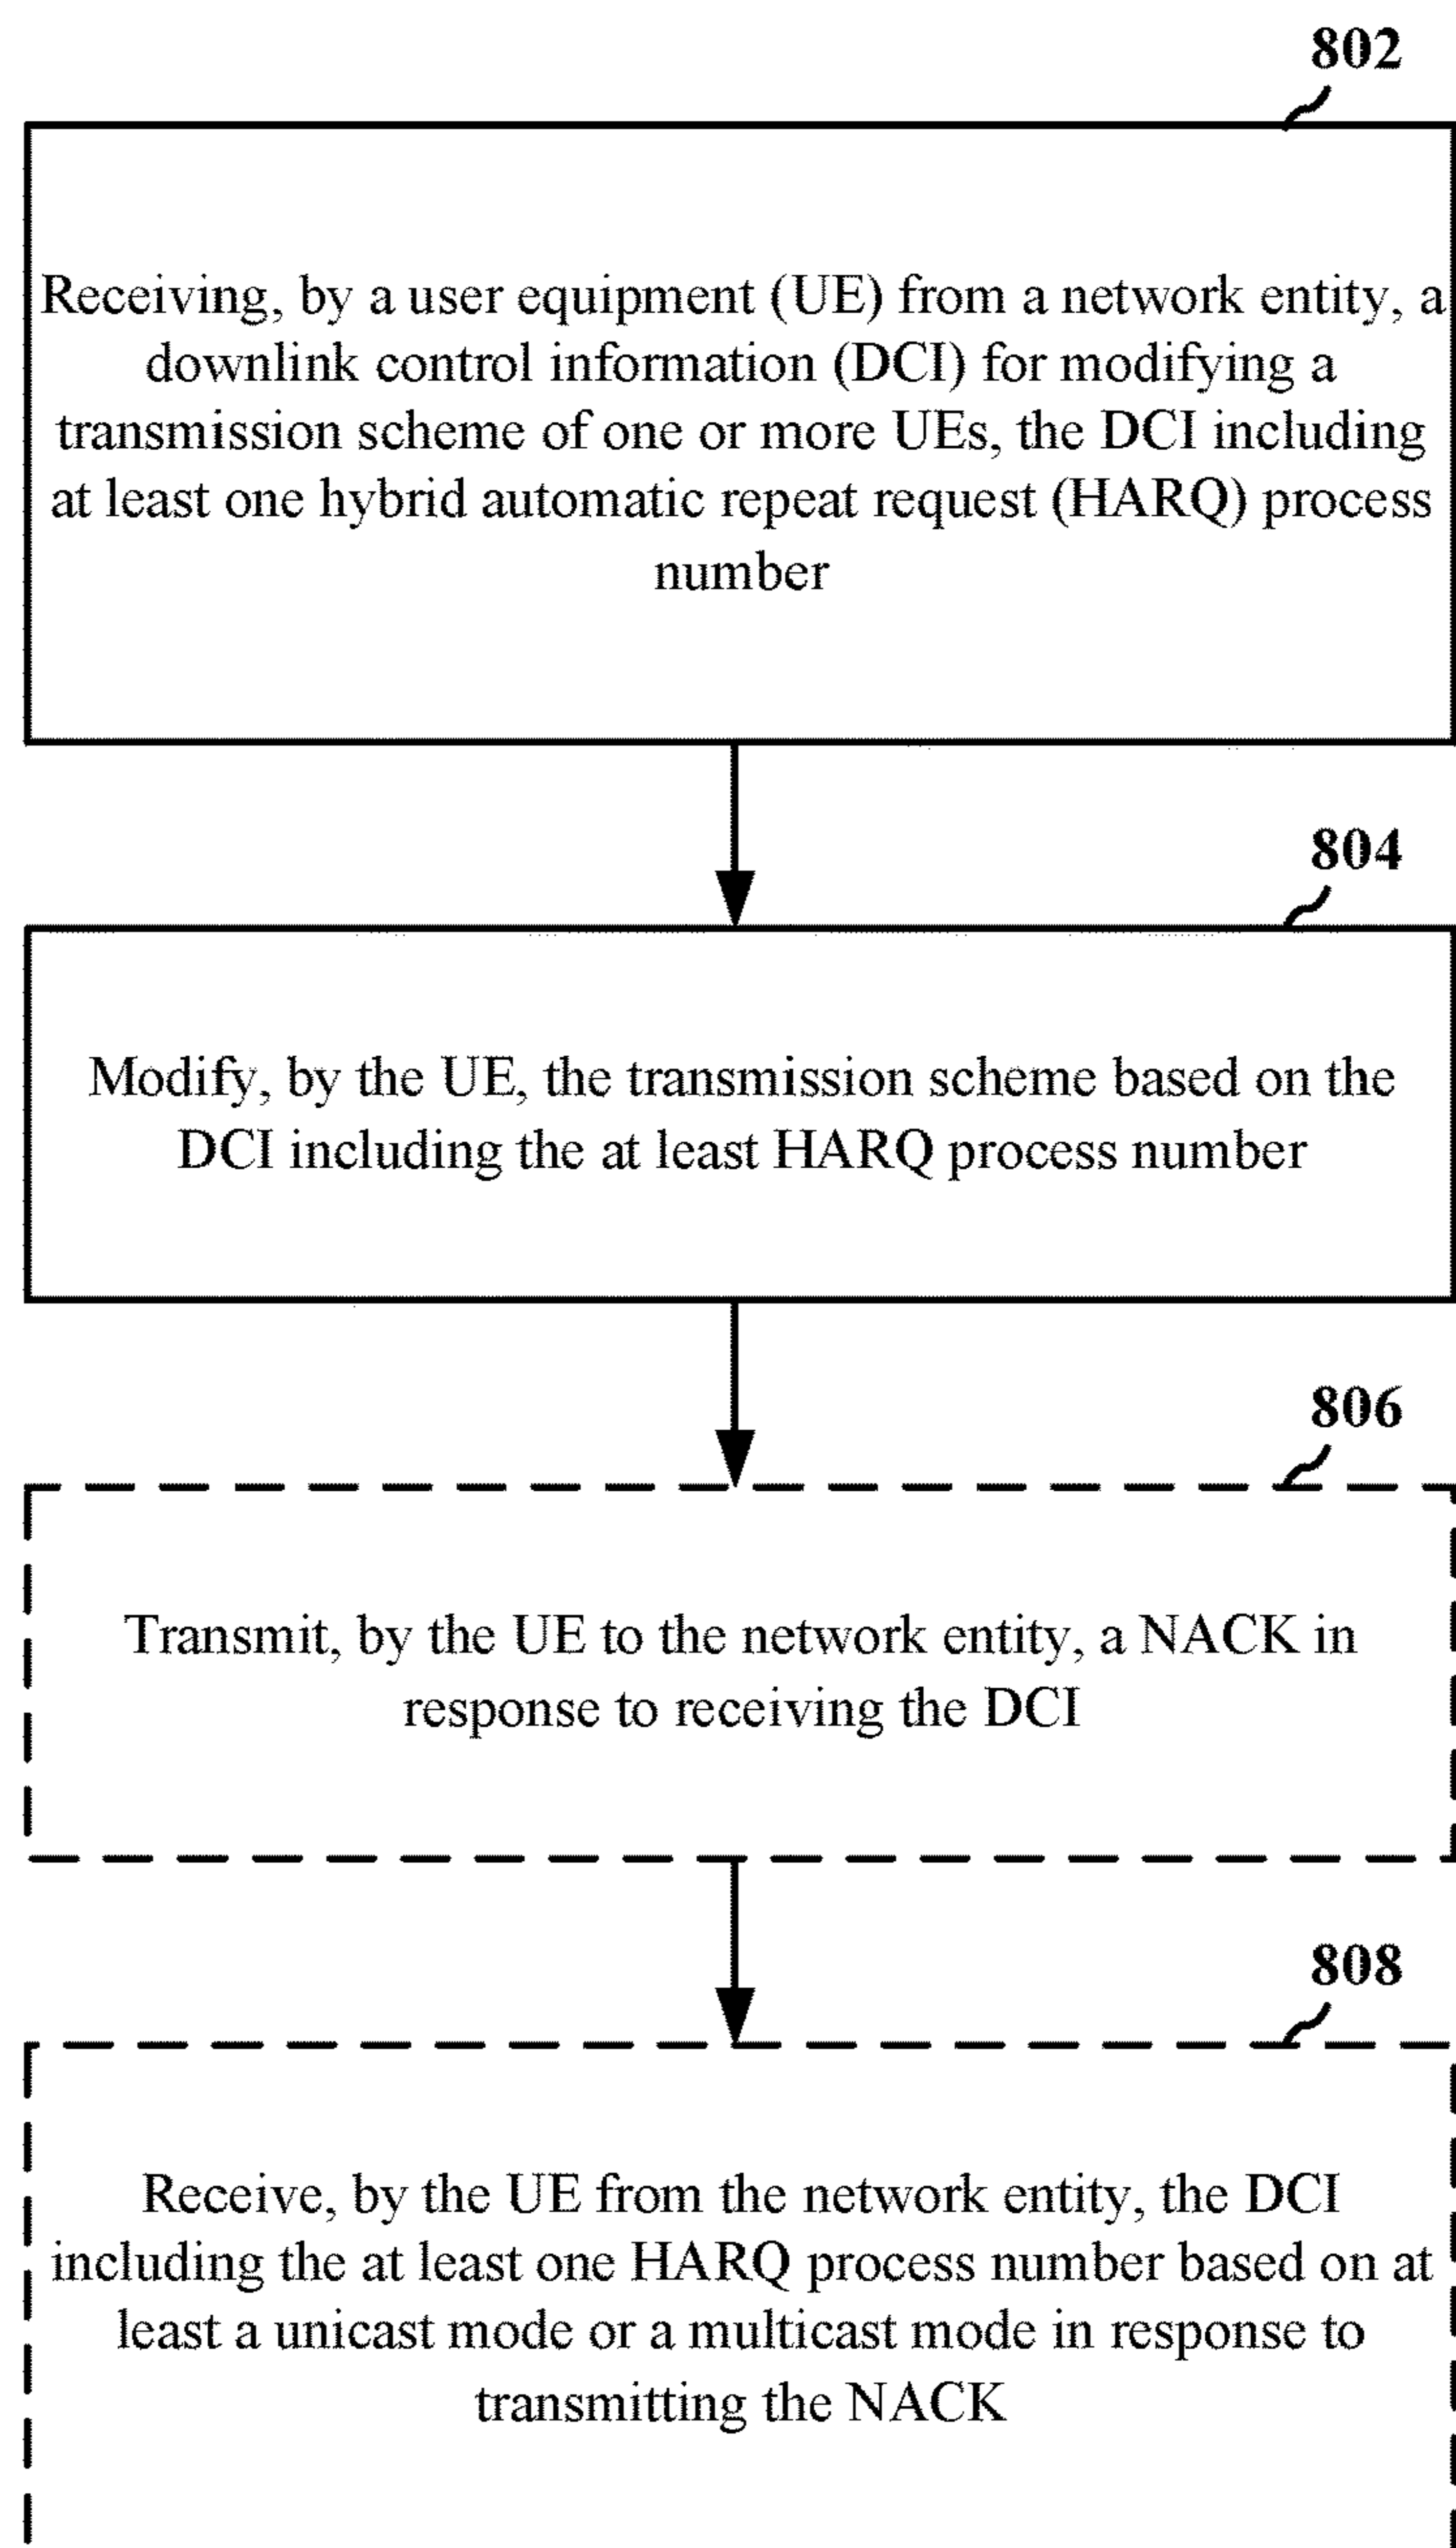 802
Receiving, by a user equipment (UE) from a network entity, a
downlink control information (DCI) for modifying a
transmission scheme of one or more UEs, the DCI including
at least one hybrid automatic repeat request (HARQ) process
number
804
Modify, by the UE, the transmission scheme based on the
DCI including the at least HARQ process number
806
Transmit, by the UE to the network entity, a NACK in
response to receiving the DCI
808
Receive, by the UE from the network entity, the DCI
including the at least one HARQ process number based on at
least a unicast mode or a multicast mode in response to
transmitting the NACK